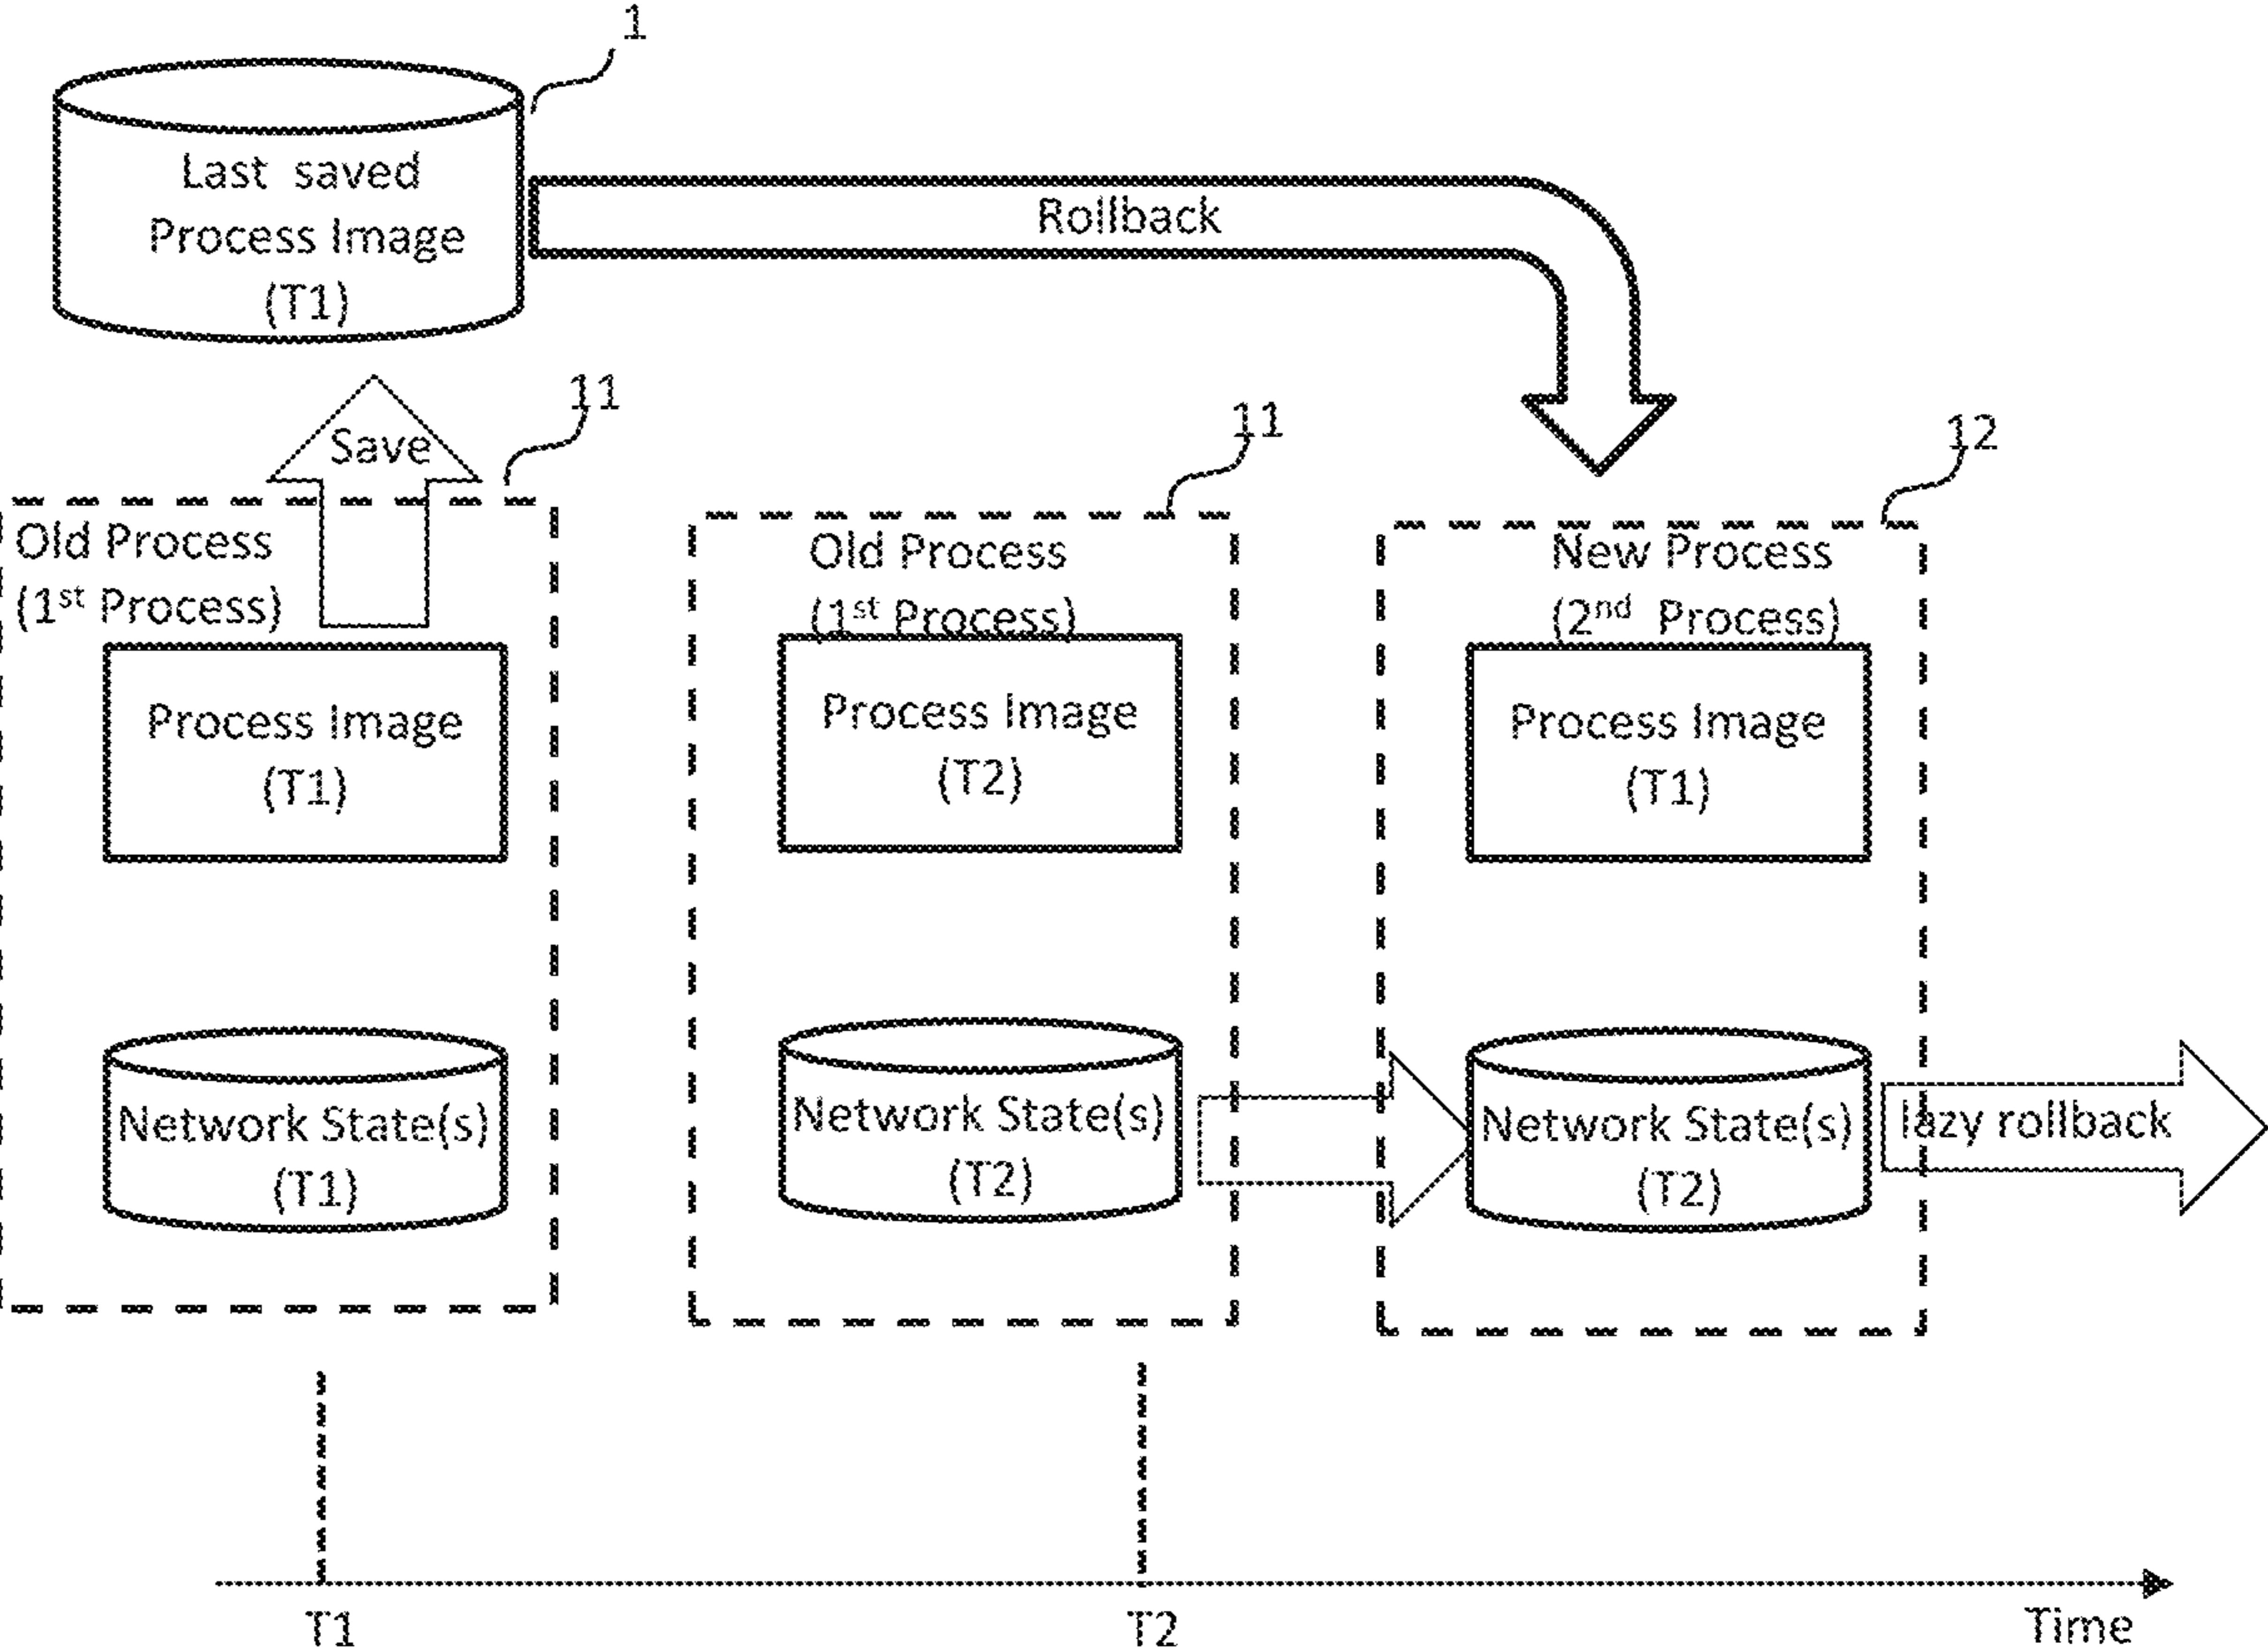 1
Last saved
Process Image
(T1)
Rollback
Save
11
11
12
Old Process
(1st Process)
Old Process
(1st Process)
New Process
(2nd Process)
Process Image
(T1)
Process Image
(T2)
Process Image
(T1)
Network State(s)
(T1)
Network State(s)
(T2)
Network State(s)
(T2)
lazy rollback
T1
T2
Time